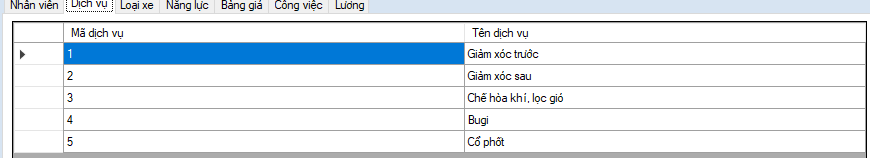 Nhân viên Dịch vụ Loại xe Năng lực Bảng giá Công việc Lương
Mã dịch vụ Tên dịch vụ
1 Giảm xóc trước
2 Giảm xóc sau
3 Chế hòa khí, lọc gió
4 Bugi
5 Cổ phốt